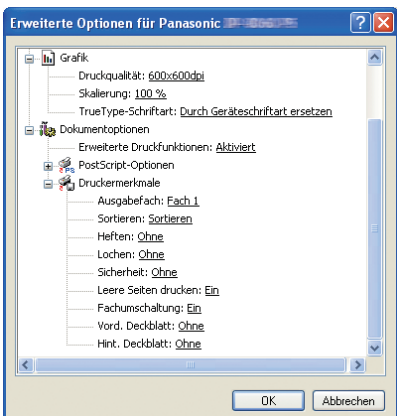 Erweiterte Optionen für Panasonic
Grafik
Druckqualität: 600x600dpi
Skalierung: 100 %
TrueType-Schriftart: Durch Geräteschriftart ersetzen
Dokumentoptionen
Erweiterte Druckfunktionen: Aktiviert
PostScript-Optionen
Druckermerkmale
Ausgabefach: Fach 1
Sortieren: Sortieren
Heften: Ohne
Lochen: Ohne
Sicherheit: Ohne
Leere Seiten drucken: Ein
Fachumschaltung: Ein
Vord. Deckblatt: Ohne
Hint. Deckblatt: Ohne
OK Abbrechen